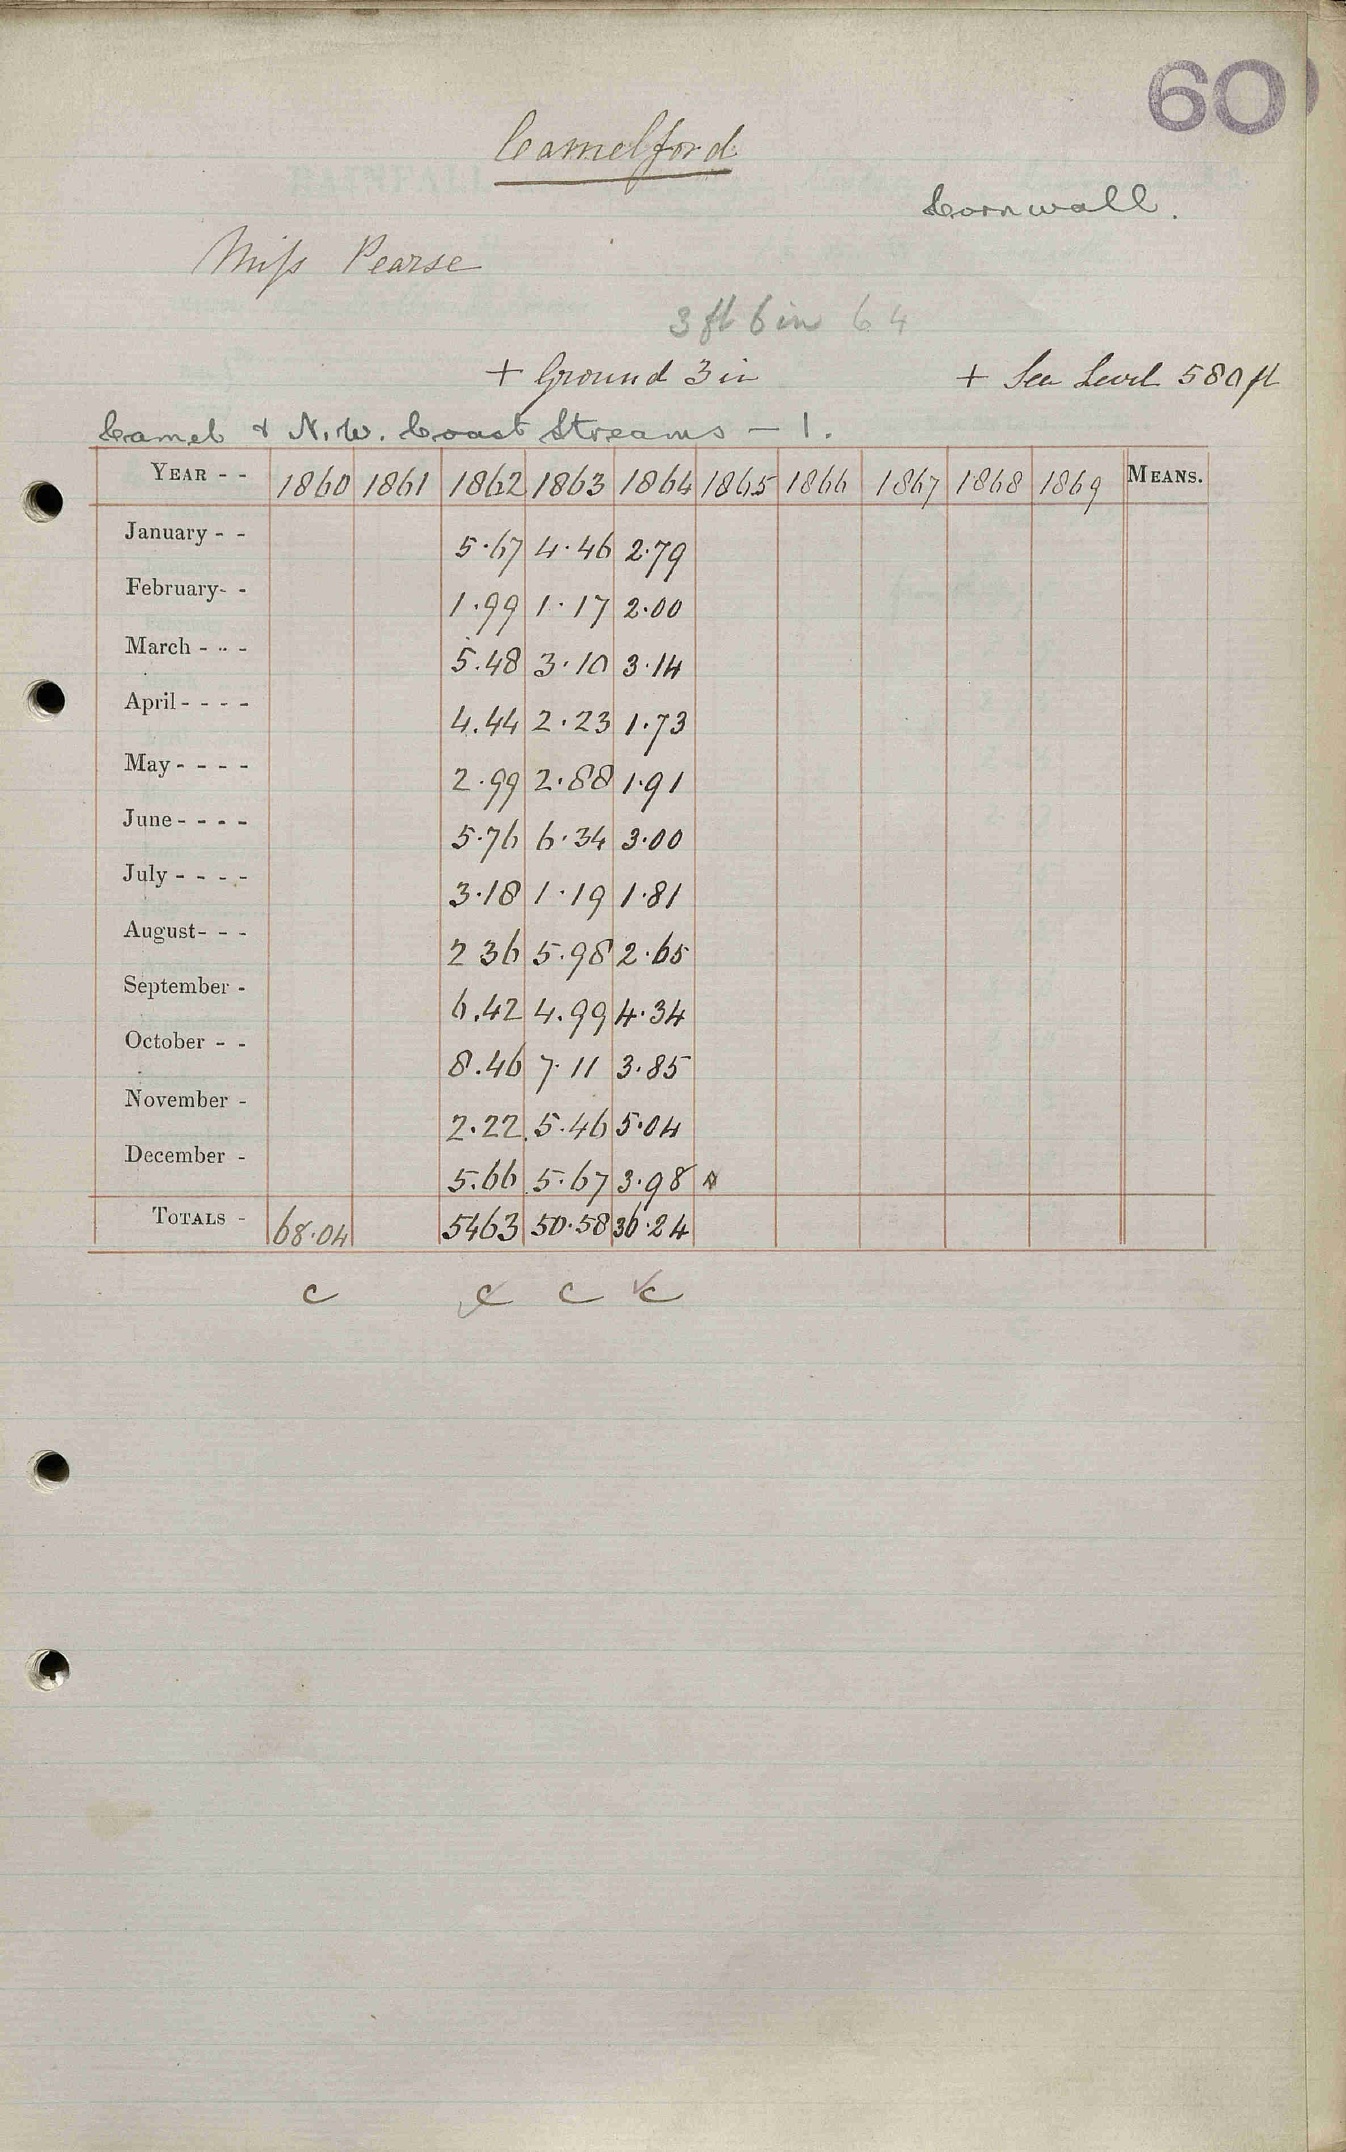 60
Camelford
Cornwall.
Miss Pearse
3 ft 6 in 64
+ Ground 3 in + Sea Level 580 ft
Camel & N.W. Coast Streams - 1.
YEAR - - 1860 1861 1862 1863 1864 1865 1866 1867 1868 1869 MEANS.
January - - 5.67 4.46 2.79
February- - 1.99 1.17 2.00
March - - - 5.48 3.10 3.14
April - - - - 4.44 2.23 1.73
May - - - - 2.99 2.88 1.91
June - - - - 5.76 6.34 3.00
July - - - - 3.18 1.19 1.81
August- - - 2 36 5.98 2.65
September - 6.42 4.99 4.34
October - - 8.46 7.11 3.85
November - 2.22 5.46 5.04
December - 5.66 5.67 3.98
TOTALS - 68.04 5463 50.58 36.24
c c c c